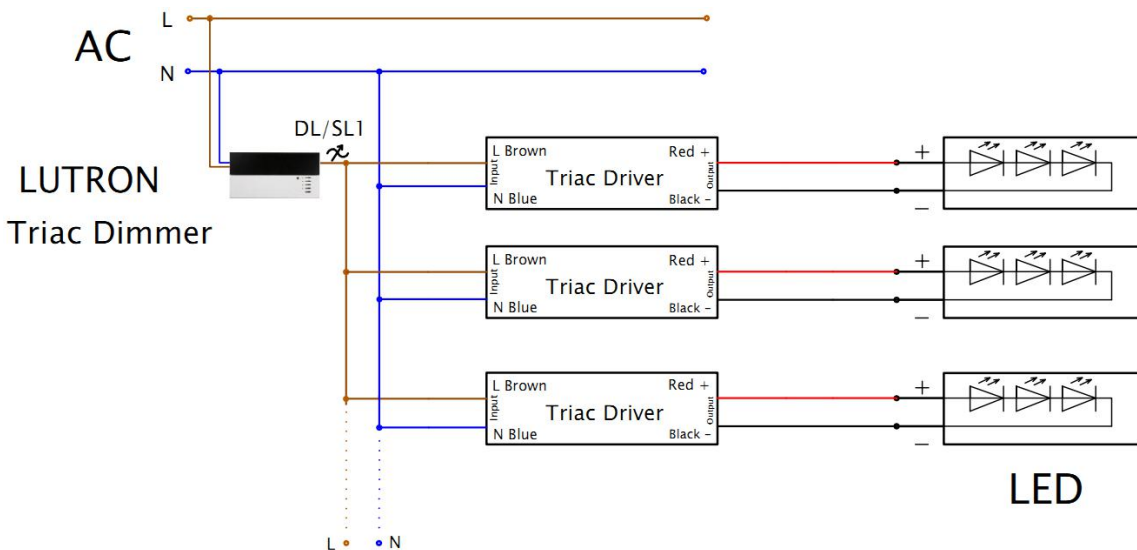 L
AC
N
DL/SL1
LUTRON
Triac Dimmer
L Brown
Red +
Input
Triac Driver
Output
N Blue
Black -
+
−
L Brown
Red +
Input
Triac Driver
Output
N Blue
Black -
+
−
L Brown
Red +
Input
Triac Driver
Output
N Blue
Black -
+
−
LED
L
N